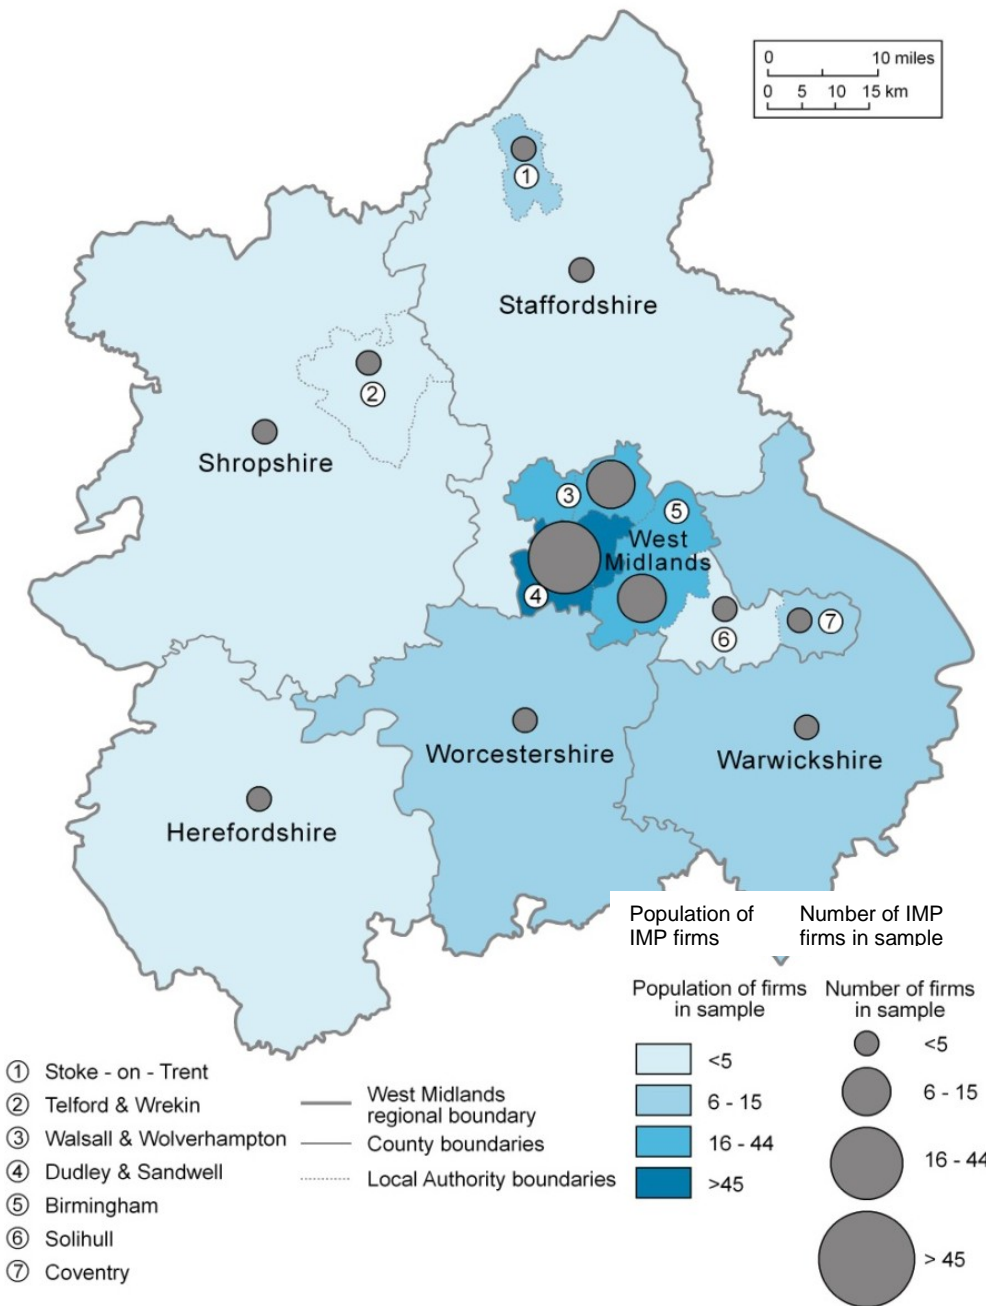 0 10 miles
0 5 10 15 km
1
Staffordshire
2
Shropshire
3
5
West
Midlands
4
6
7
Worcestershire
Warwickshire
Herefordshire
Population of
IMP firms
Number of IMP
firms in sample
Population of firms
in sample
<5
6 - 15
16 - 44
>45
Number of firms
in sample
<5
6 - 15
16 - 44
> 45
1 Stoke - on - Trent
2 Telford & Wrekin
3 Walsall & Wolverhampton
4 Dudley & Sandwell
5 Birmingham
6 Solihull
7 Coventry
West Midlands
regional boundary
County boundaries
Local Authority boundaries